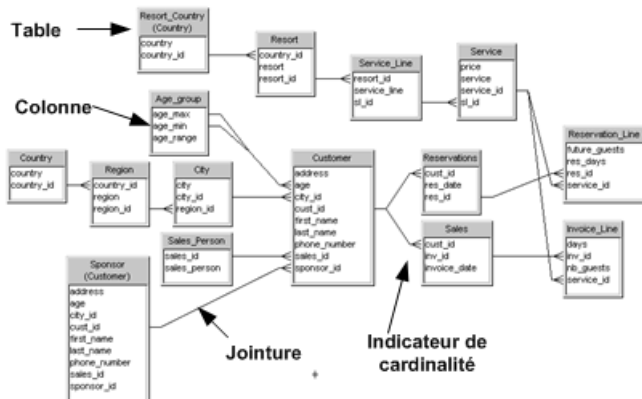 Table
Resort_Country
(Country)
country
country_id
Resort
country_id
resort
resort_id
Service_Line
resort_id
service_line
sl_id
Service
price
service
service_id
sl_id
Colonne
Age_group
age_max
age_min
age_range
Country
country
country_id
Region
country_id
region
region_id
City
city
city_id
region_id
Customer
address
age
city_id
cust_id
first_name
last_name
phone_number
sales_id
sponsor_id
Reservations
cust_id
res_date
res_id
Reservation_Line
future_guests
res_days
res_id
service_id
Sales_Person
sales_id
sales_person
Sales
cust_id
inv_id
invoice_date
Invoice_Line
days
inv_id
nb_guests
service_id
Sponsor
(Customer)
address
age
city_id
cust_id
first_name
last_name
phone_number
sales_id
sponsor_id
Jointure
Indicateur de
cardinalité